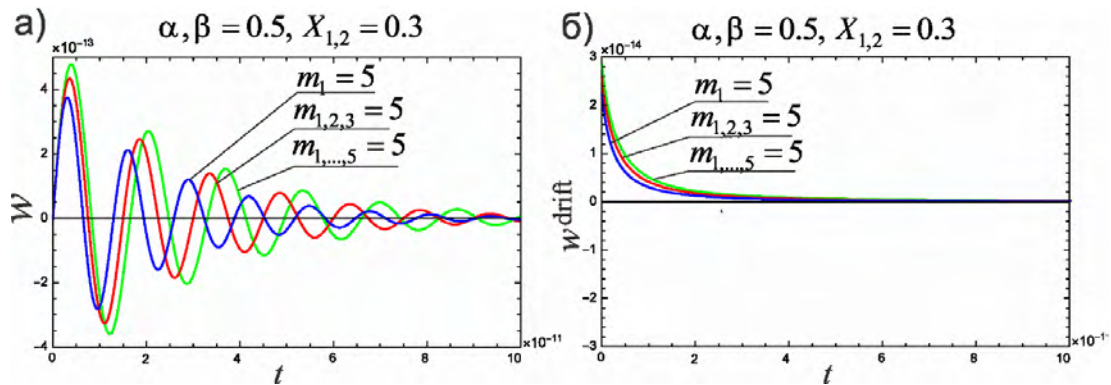 а)
α, β = 0.5, X₁,₂ = 0.3
×10⁻¹³
4
2
0
−2
−4
w
m₁ = 5
m₁,₂,₃ = 5
m₁,...,₅ = 5
0 2 4 6 8 10
×10⁻¹¹
t
б)
α, β = 0.5, X₁,₂ = 0.3
×10⁻¹⁴
3
2
1
0
−1
−2
−3
w^drift
m₁ = 5
m₁,₂,₃ = 5
m₁,...,₅ = 5
0 2 4 6 8 10
×10⁻¹
t